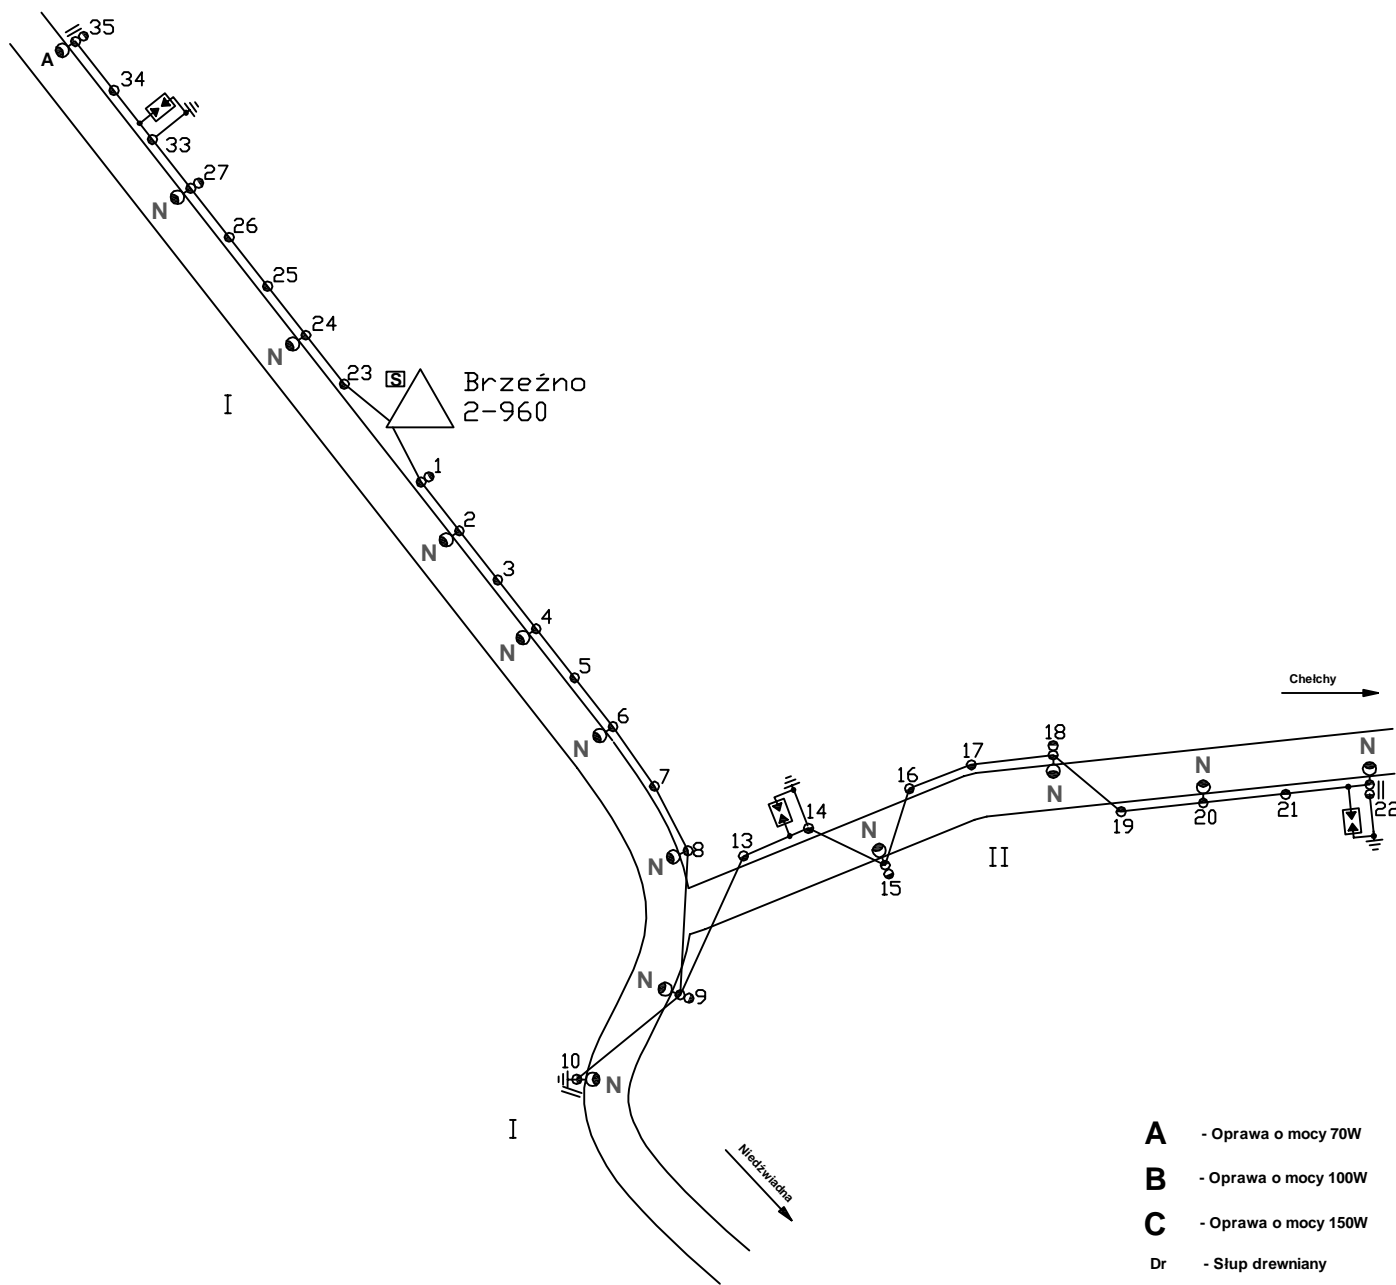 35
A
34
33
27
N
26
25
24
N
23
S
Brzeźno
2-960
I
1
2
N
3
4
N
5
6
N
7
8
N
9
N
10
N
I
13
14
15
N
16
17
18
N
19
20
N
21
22
N
II
Chełchy
Niedźwiadna
A - Oprawa o mocy 70W
B - Oprawa o mocy 100W
C - Oprawa o mocy 150W
Dr - Słup drewniany